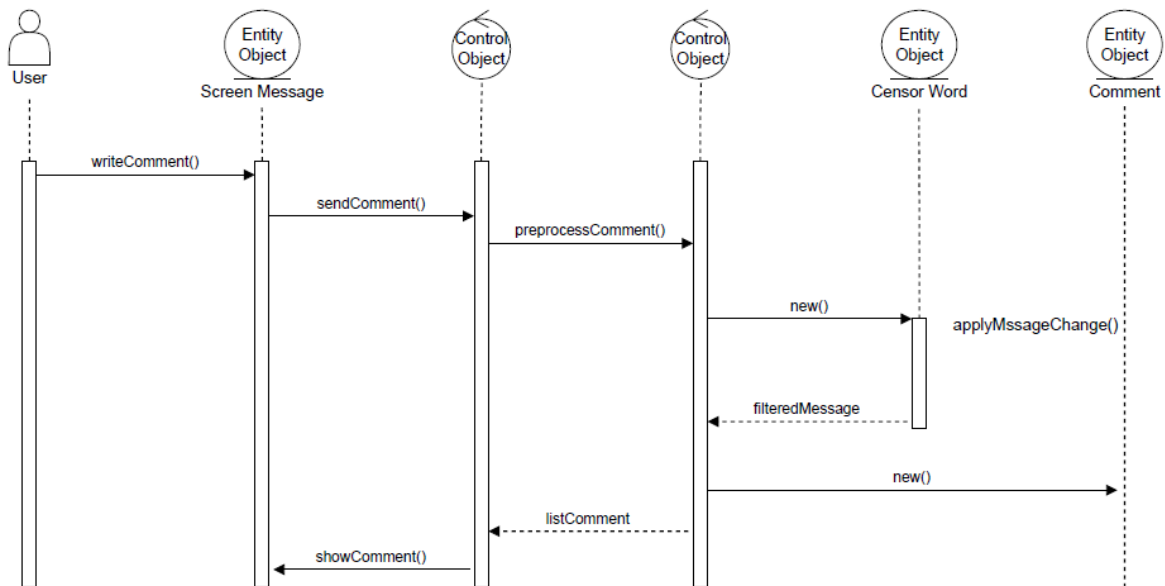 User
Entity
Object
Screen Message
Control
Object
Control
Object
Entity
Object
Censor Word
Entity
Object
Comment
writeComment()
sendComment()
preprocessComment()
new()
applyMssageChange()
filteredMessage
new()
listComment
showComment()